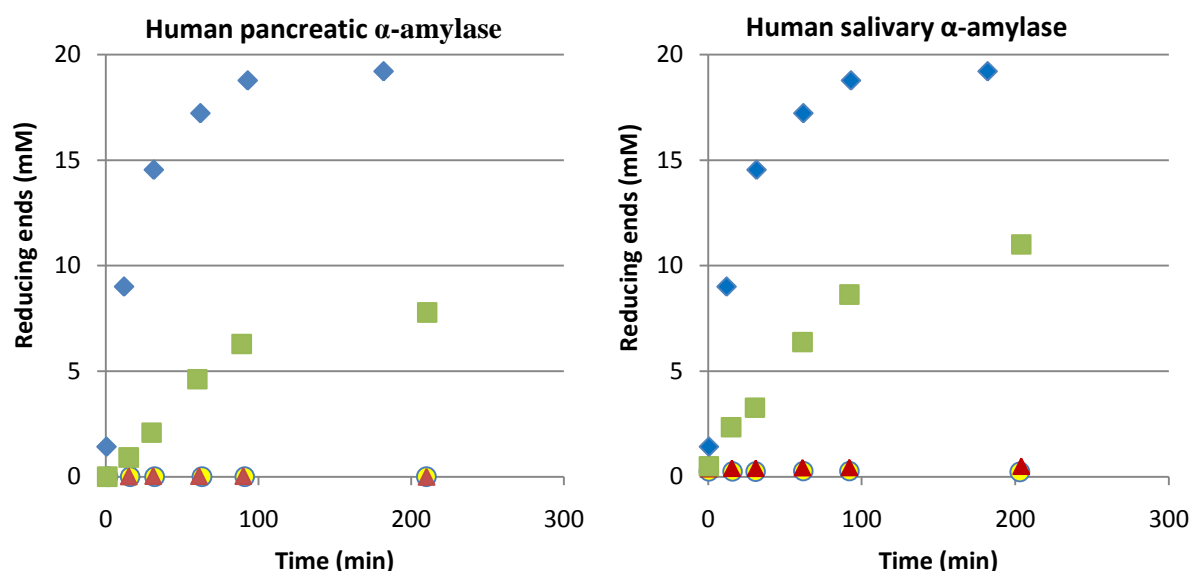 Human pancreatic α-amylase
20
15
10
5
0
Reducing ends (mM)
0 100 200 300
Time (min)
Human salivary α-amylase
20
15
10
5
0
Reducing ends (mM)
0 100 200 300
Time (min)